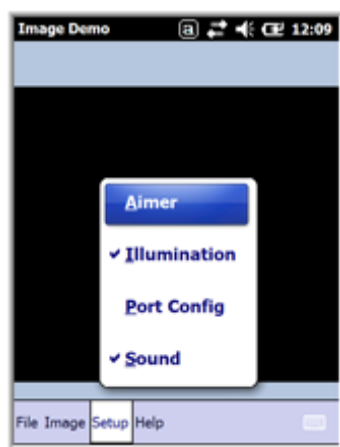 Image Demo a 12:09
Aimer
✔ Illumination
Port Config
✔ Sound
File Image Setup Help